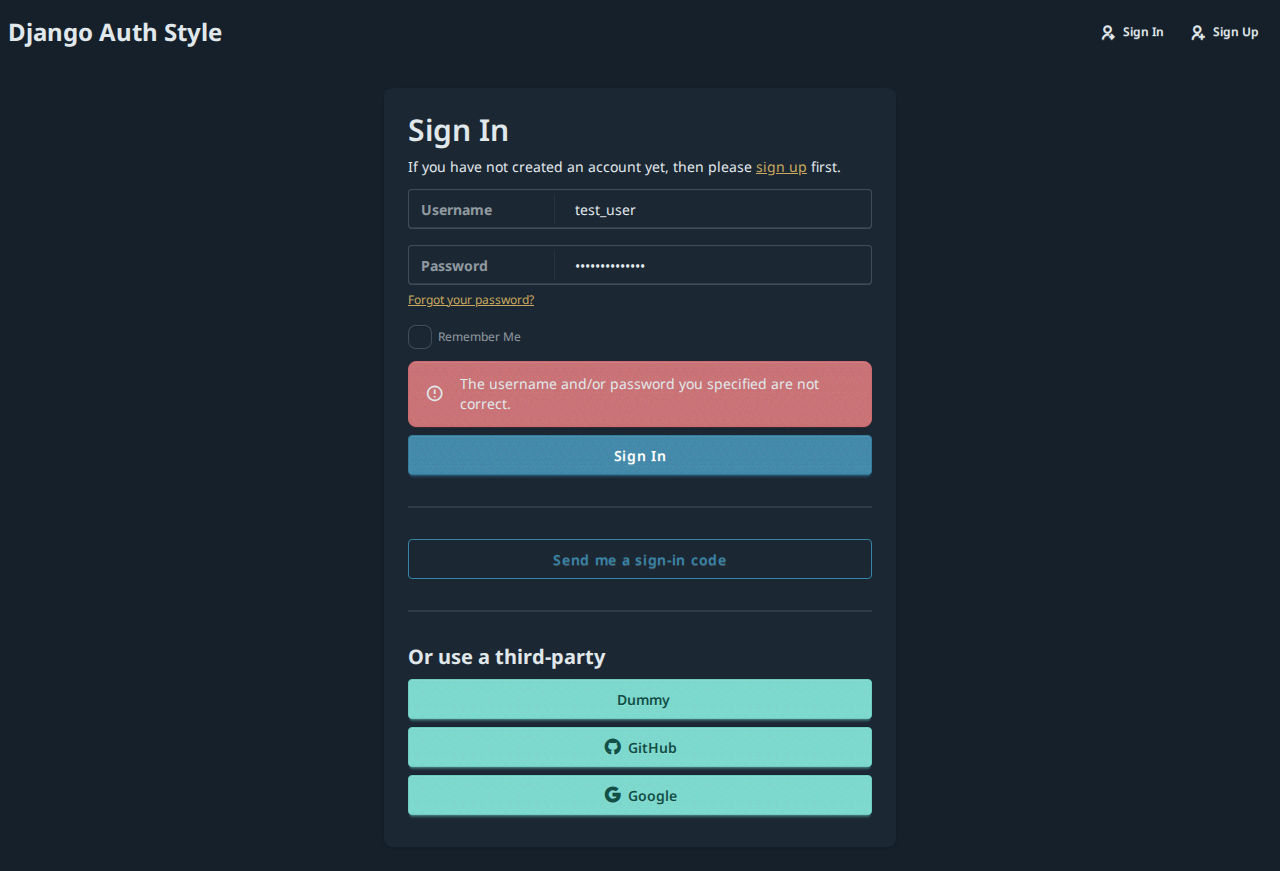 Django Auth Style
Sign In
Sign Up
Sign In
If you have not created an account yet, then please sign up first.
Username
test_user
Password
••••••••••••••
Forgot your password?
Remember Me
The username and/or password you specified are not
correct.
Sign In
Send me a sign-in code
Or use a third-party
Dummy
GitHub
Google